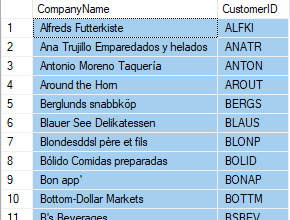 CompanyName CustomerID
1 Alfreds Futterkiste ALFKI
2 Ana Trujillo Emparedados y helados ANATR
3 Antonio Moreno Taquería ANTON
4 Around the Horn AROUT
5 Berglunds snabbköp BERGS
6 Blauer See Delikatessen BLAUS
7 Blondesddsl père et fils BLONP
8 Bólido Comidas preparadas BOLID
9 Bon app' BONAP
10 Bottom-Dollar Markets BOTTM
11 B's Beverages BSBEV